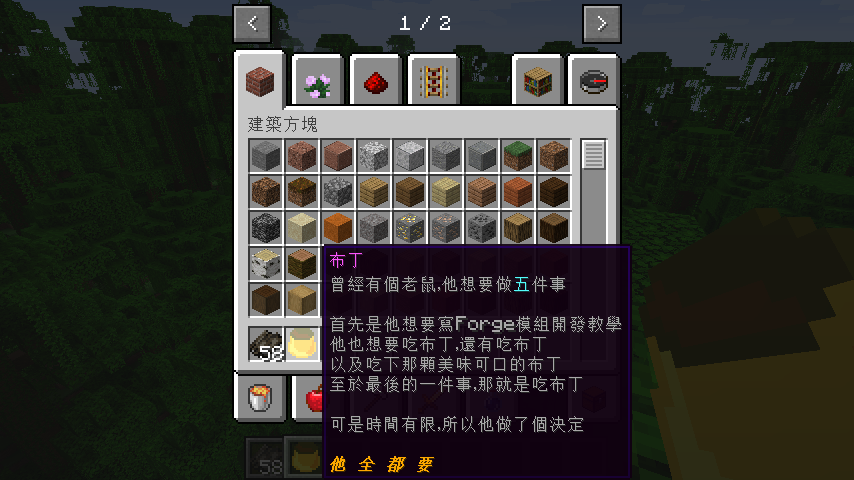 1 / 2
建築方塊
布丁
曾經有個老鼠,他想要做五件事
首先是他想要寫Forge模組開發教學
他也想要吃布丁,還有吃布丁
以及吃下那顆美味可口的布丁
至於最後的一件事,那就是吃布丁
可是時間有限,所以他做了個決定
他 全 都 要
58
58